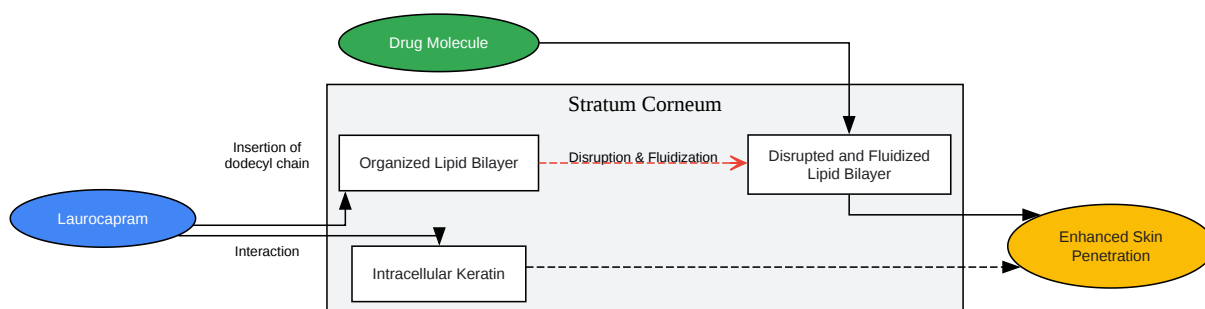 Drug Molecule
Stratum Corneum
Insertion of
dodecyl chain
Organized Lipid Bilayer
Disruption & Fluidization
Disrupted and Fluidized
Lipid Bilayer
Laurocapram
Interaction
Intracellular Keratin
Enhanced Skin
Penetration